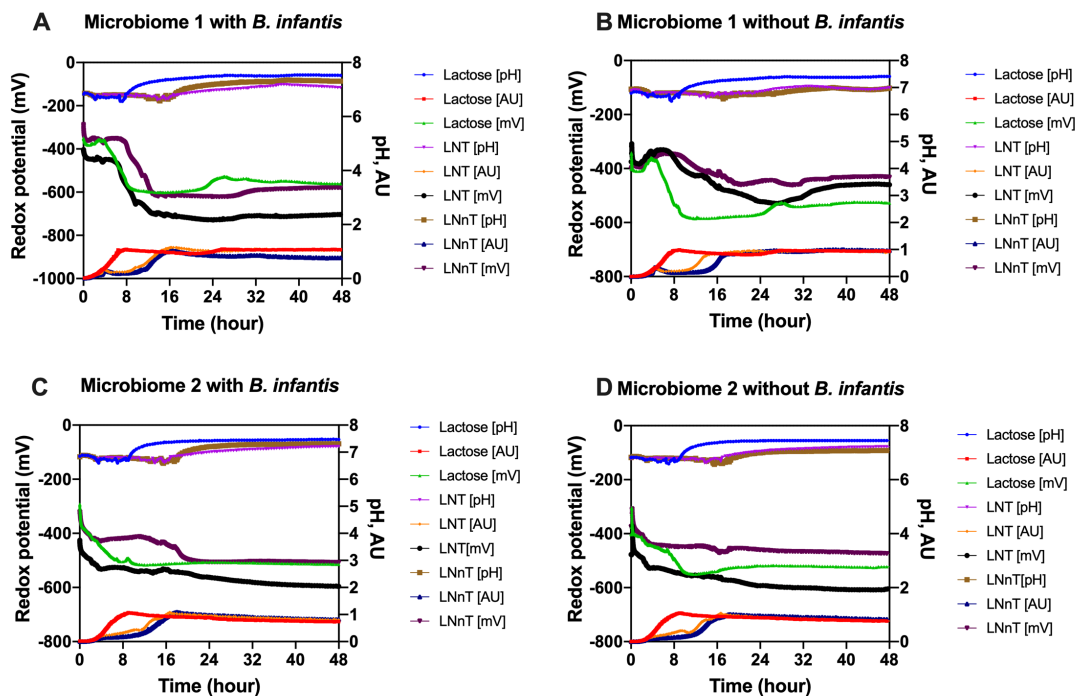 A Microbiome 1 with B. infantis
Redox potential (mV)
0
-200
-400
-600
-800
-1000
8
7
6
5
4
3
2
1
0
pH, AU
0 8 16 24 32 40 48
Time (hour)
Lactose [pH]
Lactose [AU]
Lactose [mV]
LNT [pH]
LNT [AU]
LNT [mV]
LNnT [pH]
LNnT [AU]
LNnT [mV]
B Microbiome 1 without B. infantis
Redox potential (mV)
0
-200
-400
-600
-800
8
7
6
5
4
3
2
1
0
pH, AU
0 8 16 24 32 40 48
Time (hour)
Lactose [pH]
Lactose [AU]
Lactose [mV]
LNT [pH]
LNT [AU]
LNT [mV]
LNnT [pH]
LNnT [AU]
LNnT [mV]
C Microbiome 2 with B. infantis
Redox potential (mV)
0
-200
-400
-600
-800
8
7
6
5
4
3
2
1
0
pH, AU
0 8 16 24 32 40 48
Time (hour)
Lactose [pH]
Lactose [AU]
Lactose [mV]
LNT [pH]
LNT [AU]
LNT[mV]
LNnT [pH]
LNnT [AU]
LNnT [mV]
D Microbiome 2 without B. infantis
Redox potential (mV)
0
-200
-400
-600
-800
8
7
6
5
4
3
2
1
0
pH, AU
0 8 16 24 32 40 48
Time (hour)
Lactose [pH]
Lactose [AU]
Lactose [mV]
LNT [pH]
LNT [AU]
LNT [mV]
LNnT[pH]
LNnT [AU]
LNnT [mV]